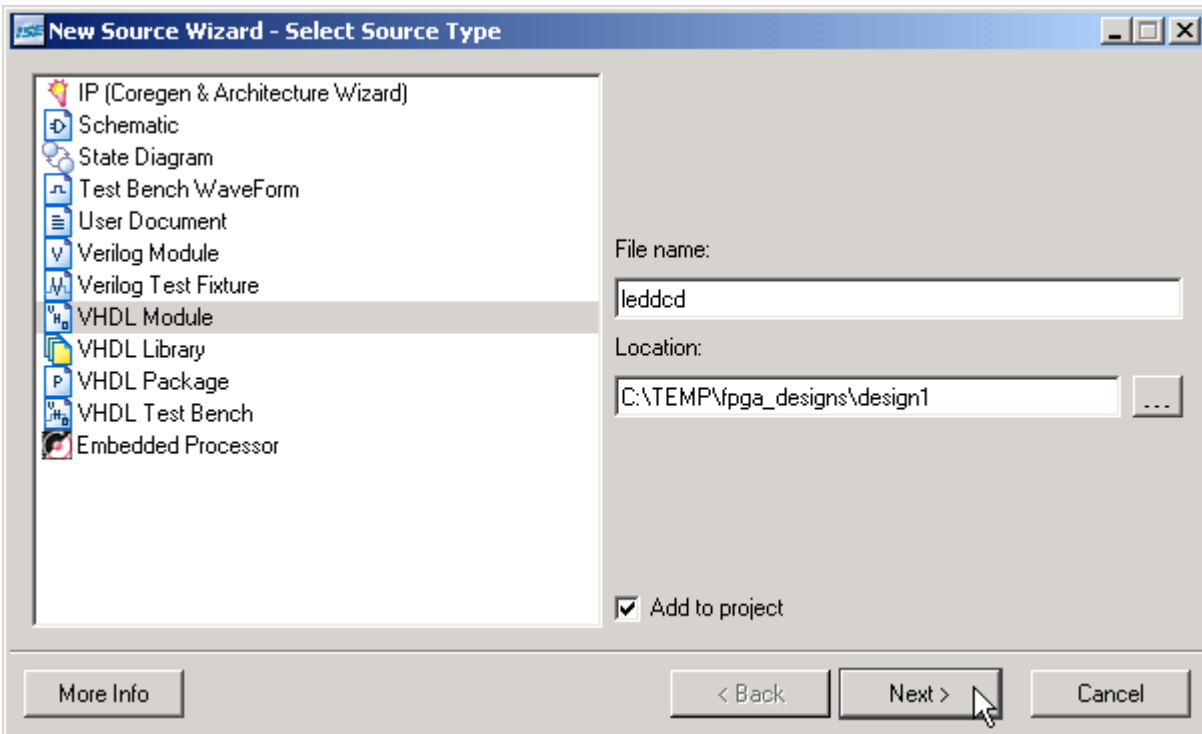 ISE New Source Wizard - Select Source Type
IP (Coregen & Architecture Wizard)
Schematic
State Diagram
Test Bench WaveForm
User Document
V Verilog Module
Verilog Test Fixture
VHDL Module
VHDL Library
P VHDL Package
VHDL Test Bench
Embedded Processor
File name:
leddcd
Location:
C:\TEMP\fpga_designs\design1
...
Add to project
More Info
< Back
Next >
Cancel